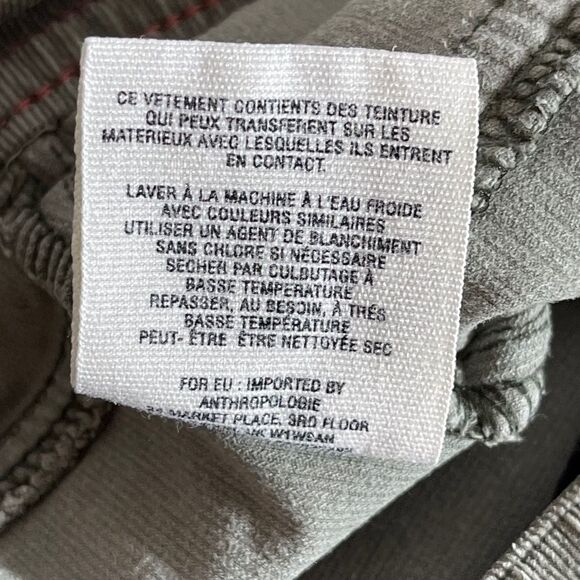 CE VETEMENT CONTIENTS DES TEINTURE
QUI PEUX TRANSFERENT SUR LES
MATERIEUX AVEC LESQUELLES ILS ENTRENT
EN CONTACT.
LAVER À LA MACHINE À L'EAU FROIDE
AVEC COULEURS SIMILAIRES
UTILISER UN AGENT DE BLANCHIMENT
SANS CHLORE SI NÉCESSAIRE
SECHER PAR CULBUTAGE À
BASSE TEMPERATURE
REPASSER, AU BESOIN, À TRÉS
BASSE TEMPÉRATURE
PEUT- ÊTRE ÊTRE NETTOYÉE SEC
FOR EU : IMPORTED BY
ANTHROPOLOGIE
MARKET PLACE, 3RD FLOOR